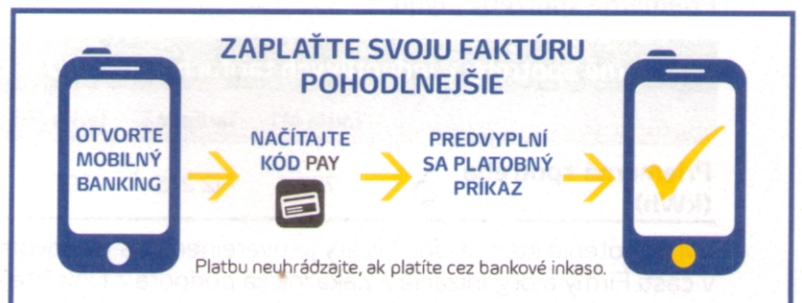 ZAPLAŤTE SVOJU FAKTÚRU
POHODLNEJŠIE
OTVORTE
MOBILNÝ
BANKING
NAČÍTAJTE
KÓD PAY
PREDVYPLNÍ
SA PLATOBNÝ
PRÍKAZ
Platbu neuhrádzajte, ak platíte cez bankové inkaso.